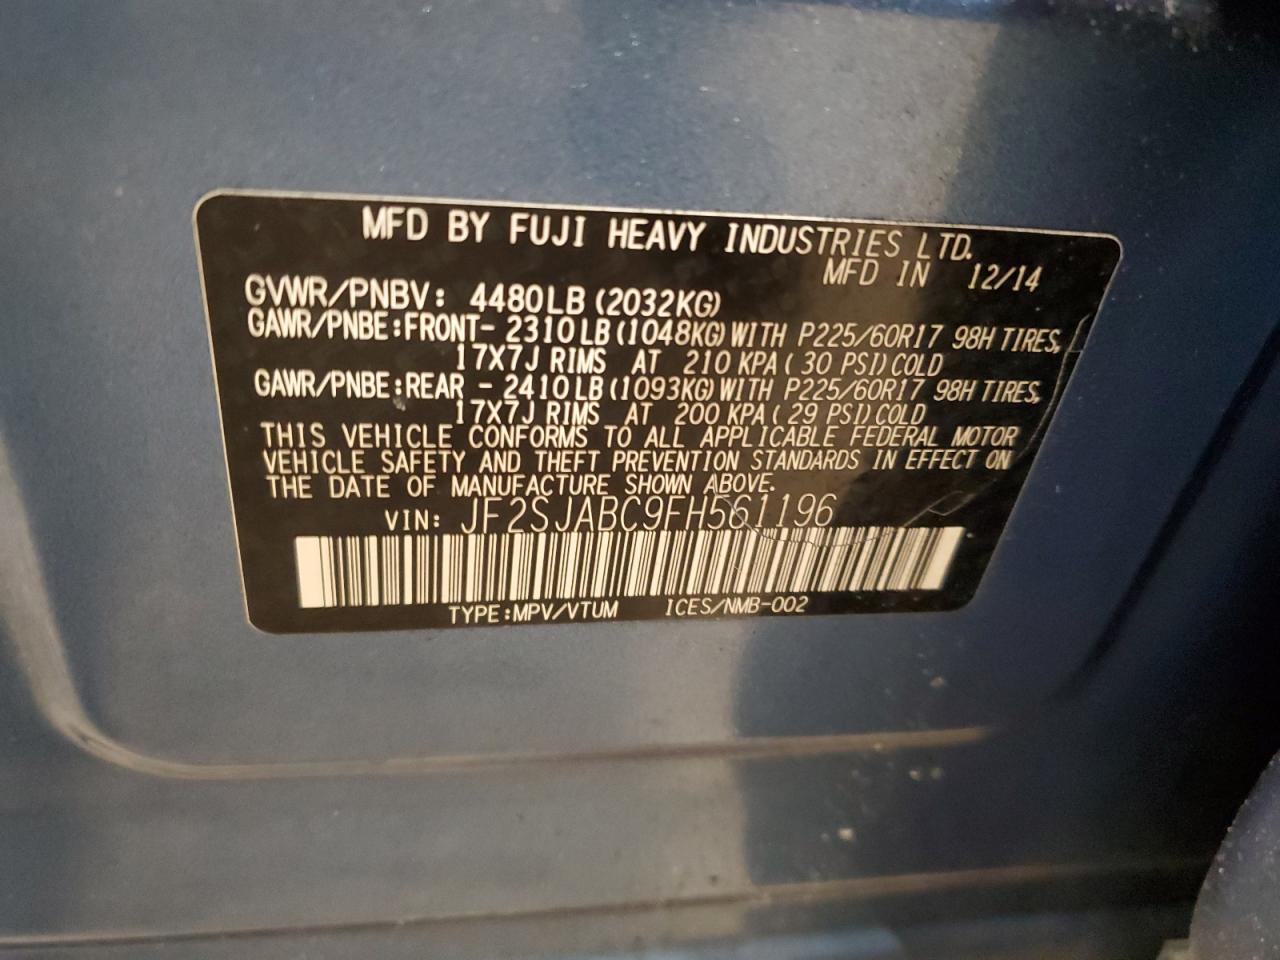 MFD BY FUJI HEAVY INDUSTRIES LTD.
MFD IN 12/14
GVWR/PNBV: 4480LB (2032KG)
GAWR/PNBE:FRONT- 2310LB(1048KG)WITH P225/60R17 98H TIRES,
17X7J RIMS AT 210 KPA( 30 PSI)COLD
GAWR/PNBE:REAR - 2410LB(1093KG)WITH P225/60R17 98H TIRES,
17X7J RIMS AT 200 KPA( 29 PSI)COLD
THIS VEHICLE CONFORMS TO ALL APPLICABLE FEDERAL MOTOR
VEHICLE SAFETY AND THEFT PREVENTION STANDARDS IN EFFECT ON
THE DATE OF MANUFACTURE SHOWN ABOVE.
VIN: JF2SJABC9FH561196
TYPE:MPV/VTUM ICES/NMB-002